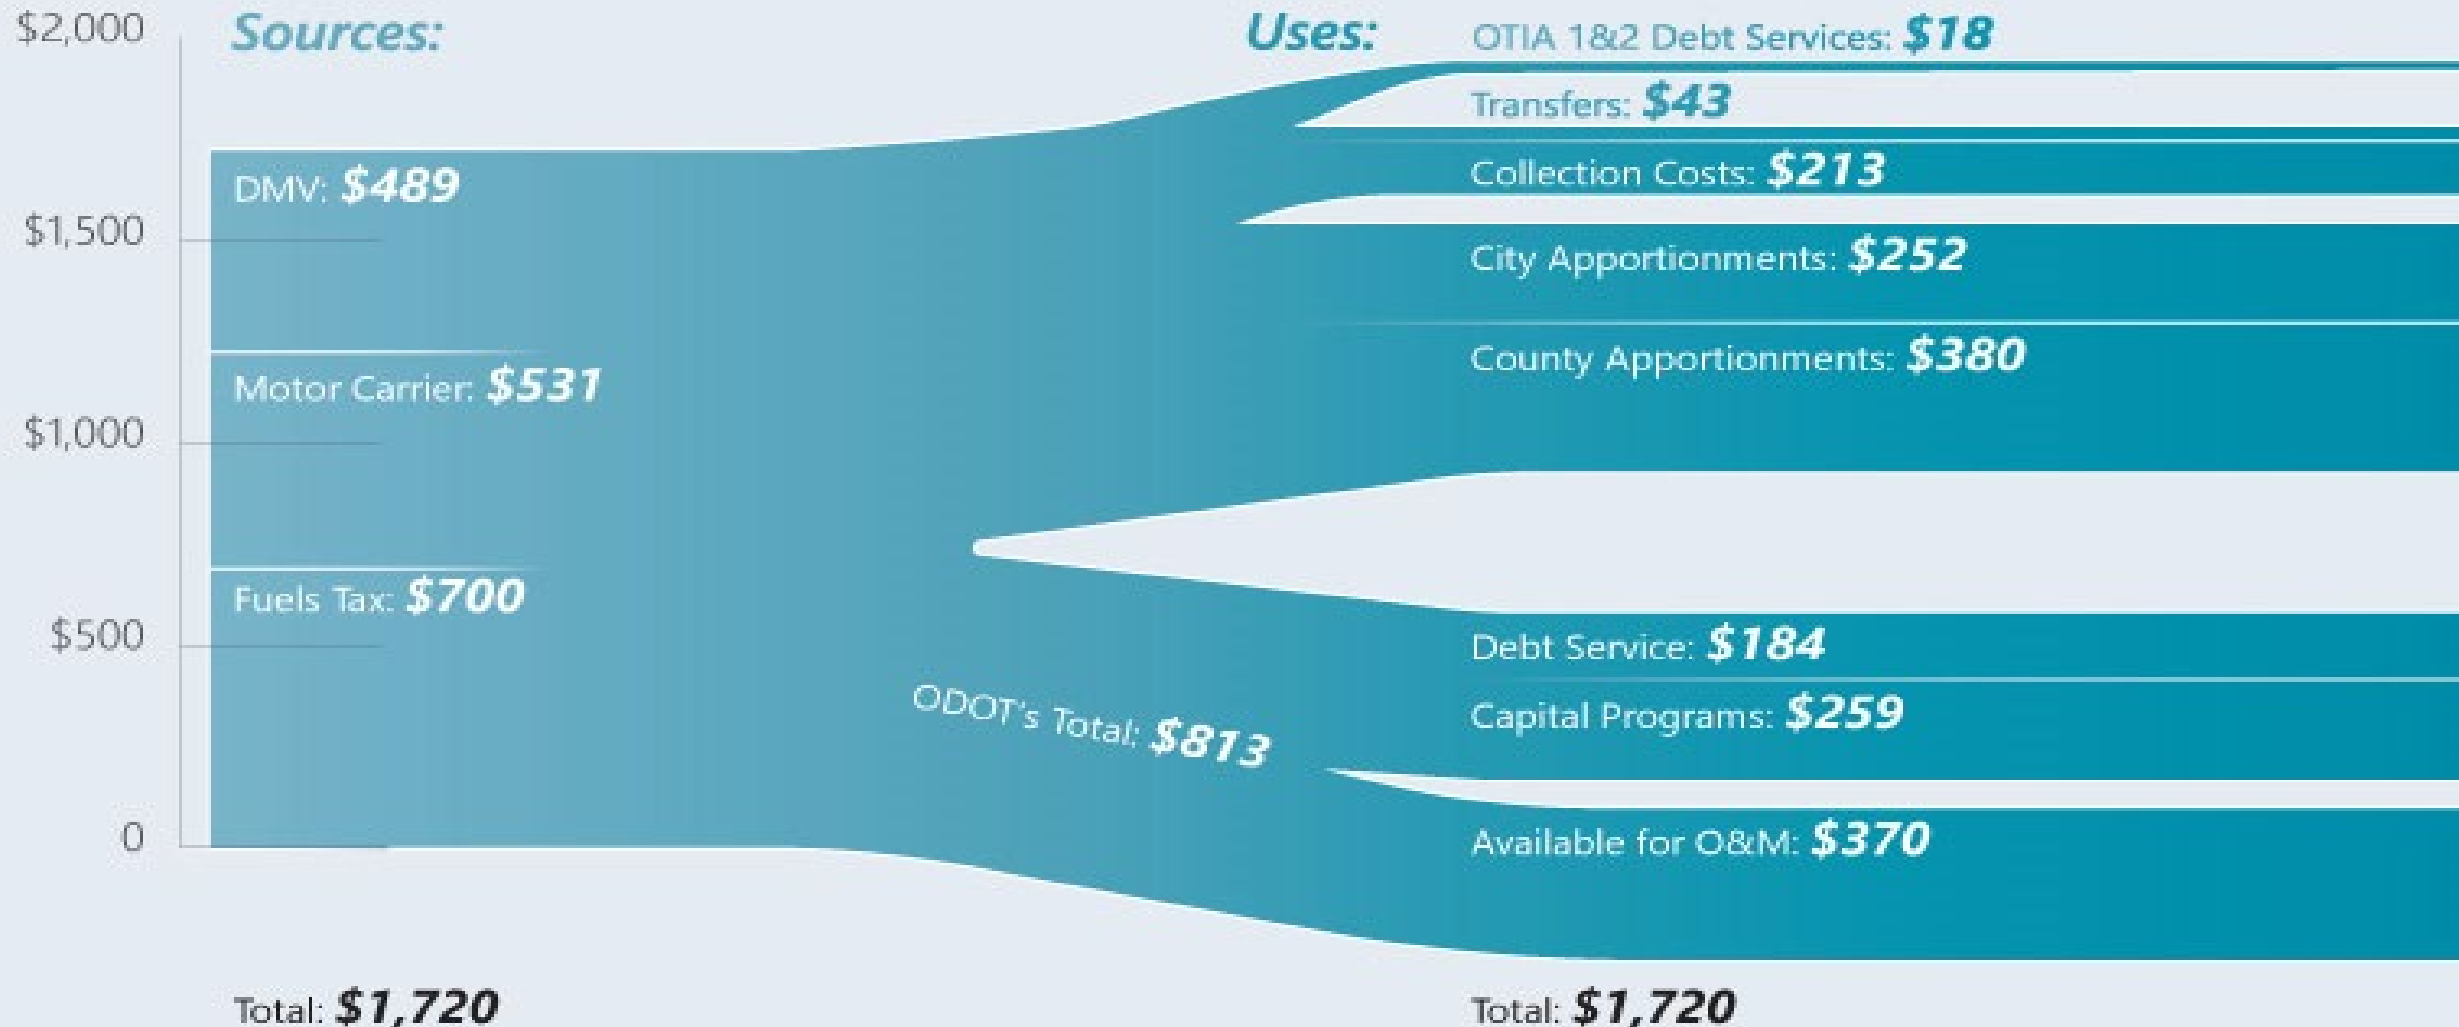 $2,000
$1,500
$1,000
$500
0
Sources:
DMV: $489
Motor Carrier: $531
Fuels Tax: $700
Total: $1,720
ODOT's Total: $813
Uses:
OTIA 1&2 Debt Services: $18
Transfers: $43
Collection Costs: $213
City Apportionments: $252
County Apportionments: $380
Debt Service: $184
Capital Programs: $259
Available for O&M: $370
Total: $1,720